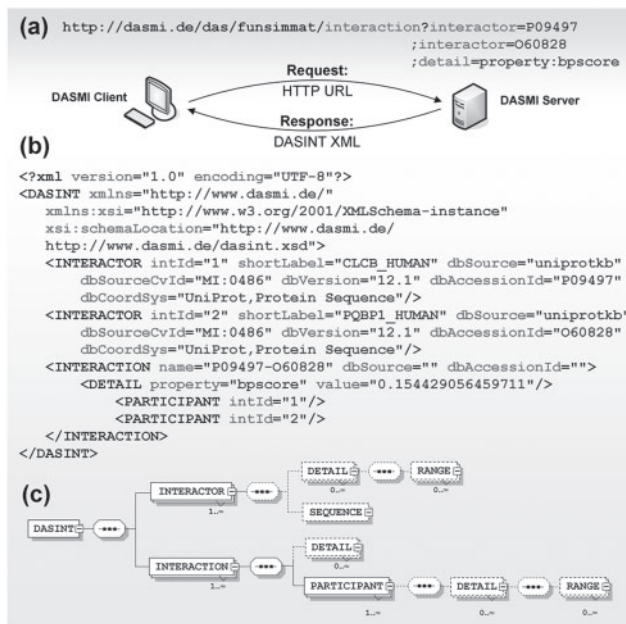 (a) http://dasmi.de/das/funsimmat/interaction?interactor=P09497
;interactor=O60828
;detail=property:bpscore
Request:
HTTP URL
DASMI Client
DASMI Server
Response:
DASINT XML
(b)
<?xml version="1.0" encoding="UTF-8"?>
<DASINT xmlns="http://www.dasmi.de/"
xmlns:xsi="http://www.w3.org/2001/XMLSchema-instance"
xsi:schemaLocation="http://www.dasmi.de/
http://www.dasmi.de/dasint.xsd">
<INTERACTOR intId="1" shortLabel="CLCB_HUMAN" dbSource="uniprotkb"
dbSourceCvId="MI:0486" dbVersion="12.1" dbAccessionId="P09497"
dbCoordSys="UniProt,Protein Sequence"/>
<INTERACTOR intId="2" shortLabel="PQBP1_HUMAN" dbSource="uniprotkb"
dbSourceCvId="MI:0486" dbVersion="12.1" dbAccessionId="O60828"
dbCoordSys="UniProt,Protein Sequence"/>
<INTERACTION name="P09497-O60828" dbSource="" dbAccessionId="">
<DETAIL property="bpscore" value="0.154429056459711"/>
<PARTICIPANT intId="1"/>
<PARTICIPANT intId="2"/>
</INTERACTION>
</DASINT>
(c)
DETAIL
RANGE
0..∞
0..∞
INTERACTOR
1..∞
SEQUENCE
DASINT
DETAIL
0..∞
INTERACTION
1..∞
PARTICIPANT
DETAIL
RANGE
1..∞
0..∞
0..∞